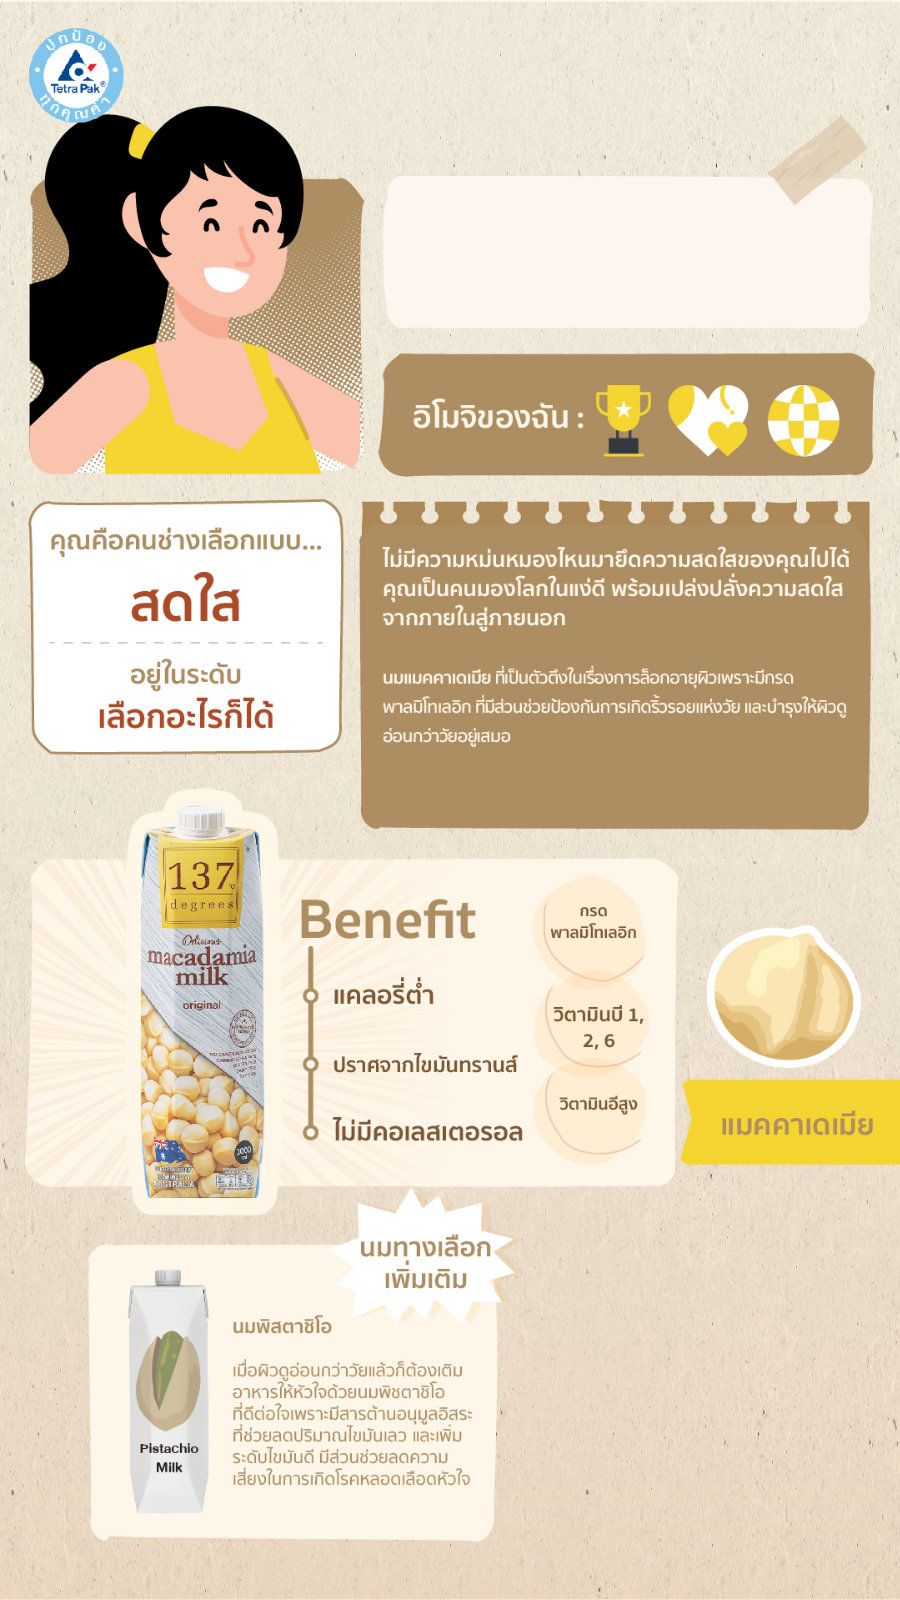 ปกป้อง
Tetra Pak®
ทุกคุณค่า
อิโมจิของฉัน :
คุณคือคนช่างเลือกแบบ...
สดใส
อยู่ในระดับ
เลือกอะไรก็ได้
ไม่มีความหม่นหมองไหนมายึดความสดใสของคุณไปได้
คุณเป็นคนมองโลกในแง่ดี พร้อมเปล่งปลั่งความสดใส
จากภายในสู่ภายนอก
นมแมคคาเดเมีย ที่เป็นตัวตึงในเรื่องการล็อกอายุผิวเพราะมีกรด
พาลมิโทเลอิก ที่มีส่วนช่วยป้องกันการเกิดริ้วรอยแห่งวัย และบำรุงให้ผิวดู
อ่อนกว่าวัยอยู่เสมอ
137
degrees
Delicious
macadamia
milk
original
1000
ml
AUSTRALIA
Benefit
แคลอรี่ต่ำ
ปราศจากไขมันทรานส์
ไม่มีคอเลสเตอรอล
กรด
พาลมิโทเลอิก
วิตามินบี 1,
2, 6
วิตามินอีสูง
แมคคาเดเมีย
นมทางเลือก
เพิ่มเติม
Pistachio
Milk
นมพิสตาชิโอ
เมื่อผิวดูอ่อนกว่าวัยแล้วก็ต้องเติม
อาหารให้หัวใจด้วยนมพิชตาชิโอ
ที่ดีต่อใจเพราะมีสารต้านอนุมูลอิสระ
ที่ช่วยลดปริมาณไขมันเลว และเพิ่ม
ระดับไขมันดี มีส่วนช่วยลดความ
เสี่ยงในการเกิดโรคหลอดเลือดหัวใจ